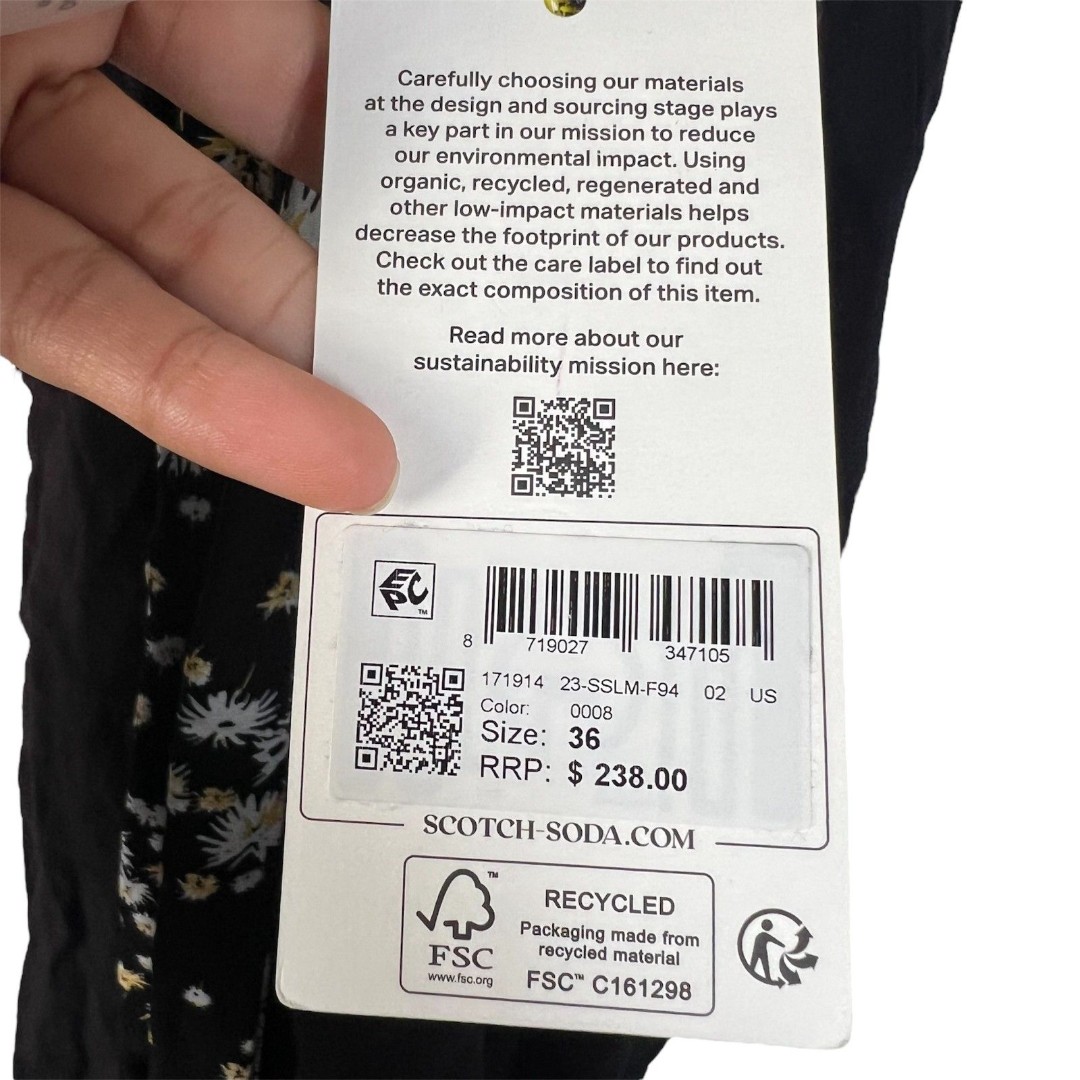 Carefully choosing our materials
at the design and sourcing stage plays
a key part in our mission to reduce
our environmental impact. Using
organic, recycled, regenerated and
other low-impact materials helps
decrease the footprint of our products.
Check out the care label to find out
the exact composition of this item.
Read more about our
sustainability mission here:
EPC™
8 719027 347105
171914 23-SSLM-F94 02 US
Color: 0008
Size: 36
RRP: $ 238.00
SCOTCH-SODA.COM
™
FSC
www.fsc.org
RECYCLED
Packaging made from
recycled material
FSC™ C161298